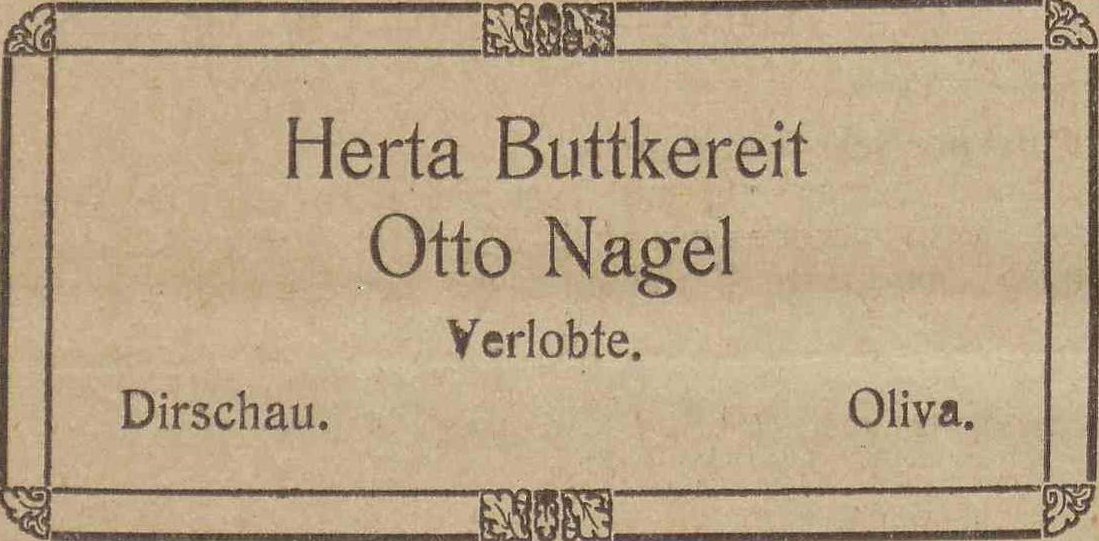 Herta Buttkereit
Otto Nagel
Verlobte.
Dirschau. Oliva.